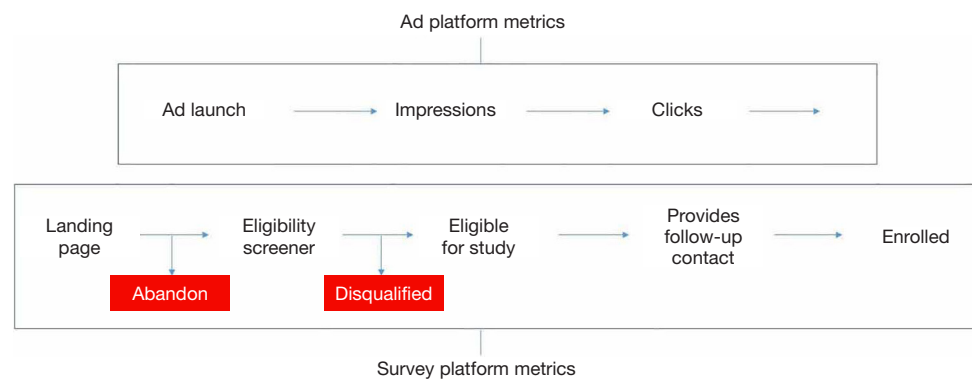 Ad platform metrics
Ad launch
Impressions
Clicks
Landing
page
Eligibility
screener
Eligible
for study
Provides
follow-up
contact
Enrolled
Abandon
Disqualified
Survey platform metrics